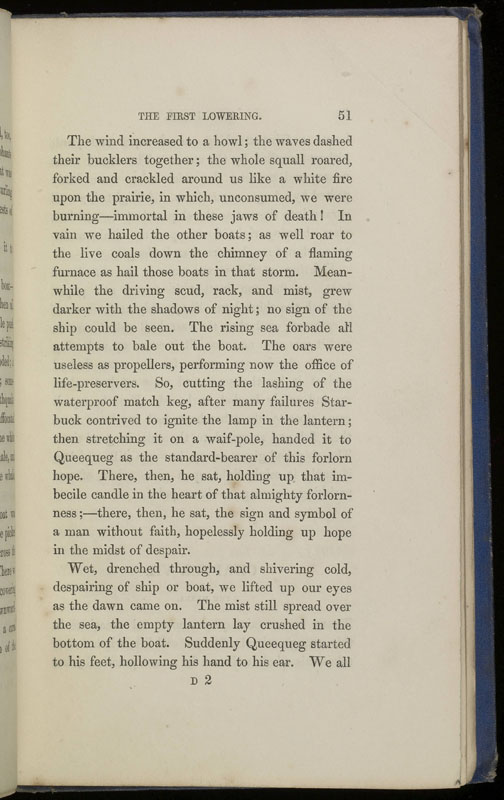 THE FIRST LOWERING. 51
The wind increased to a howl; the waves dashed
their bucklers together; the whole squall roared,
forked and crackled around us like a white fire
upon the prairie, in which, unconsumed, we were
burning—immortal in these jaws of death! In
vain we hailed the other boats; as well roar to
the live coals down the chimney of a flaming
furnace as hail those boats in that storm. Mean-
while the driving scud, rack, and mist, grew
darker with the shadows of night; no sign of the
ship could be seen. The rising sea forbade all
attempts to bale out the boat. The oars were
useless as propellers, performing now the office of
life-preservers. So, cutting the lashing of the
waterproof match keg, after many failures Star-
buck contrived to ignite the lamp in the lantern;
then stretching it on a waif-pole, handed it to
Queequeg as the standard-bearer of this forlorn
hope. There, then, he sat, holding up that im-
becile candle in the heart of that almighty forlorn-
ness;—there, then, he sat, the sign and symbol of
a man without faith, hopelessly holding up hope
in the midst of despair.
Wet, drenched through, and shivering cold,
despairing of ship or boat, we lifted up our eyes
as the dawn came on. The mist still spread over
the sea, the empty lantern lay crushed in the
bottom of the boat. Suddenly Queequeg started
to his feet, hollowing his hand to his ear. We all
D 2